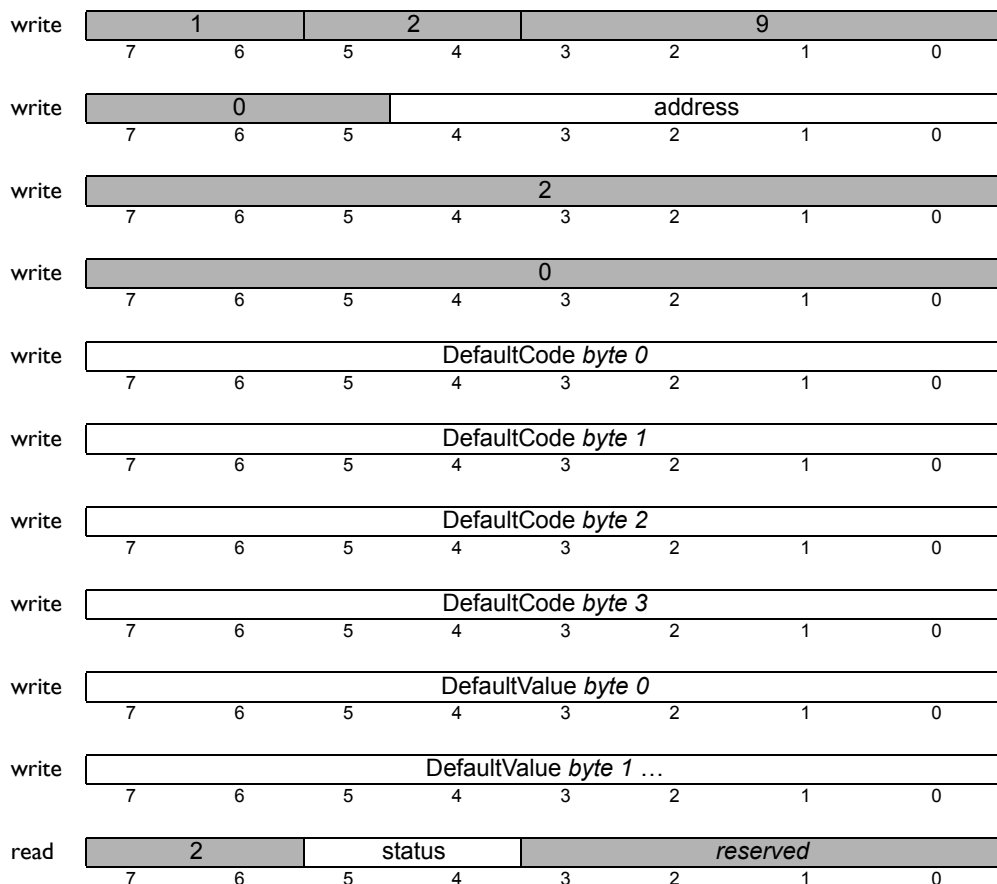 write 1 2 9
7 6 5 4 3 2 1 0
write 0 address
7 6 5 4 3 2 1 0
write 2
7 6 5 4 3 2 1 0
write 0
7 6 5 4 3 2 1 0
write DefaultCode byte 0
7 6 5 4 3 2 1 0
write DefaultCode byte 1
7 6 5 4 3 2 1 0
write DefaultCode byte 2
7 6 5 4 3 2 1 0
write DefaultCode byte 3
7 6 5 4 3 2 1 0
write DefaultValue byte 0
7 6 5 4 3 2 1 0
write DefaultValue byte 1 …
7 6 5 4 3 2 1 0
read 2 status reserved
7 6 5 4 3 2 1 0